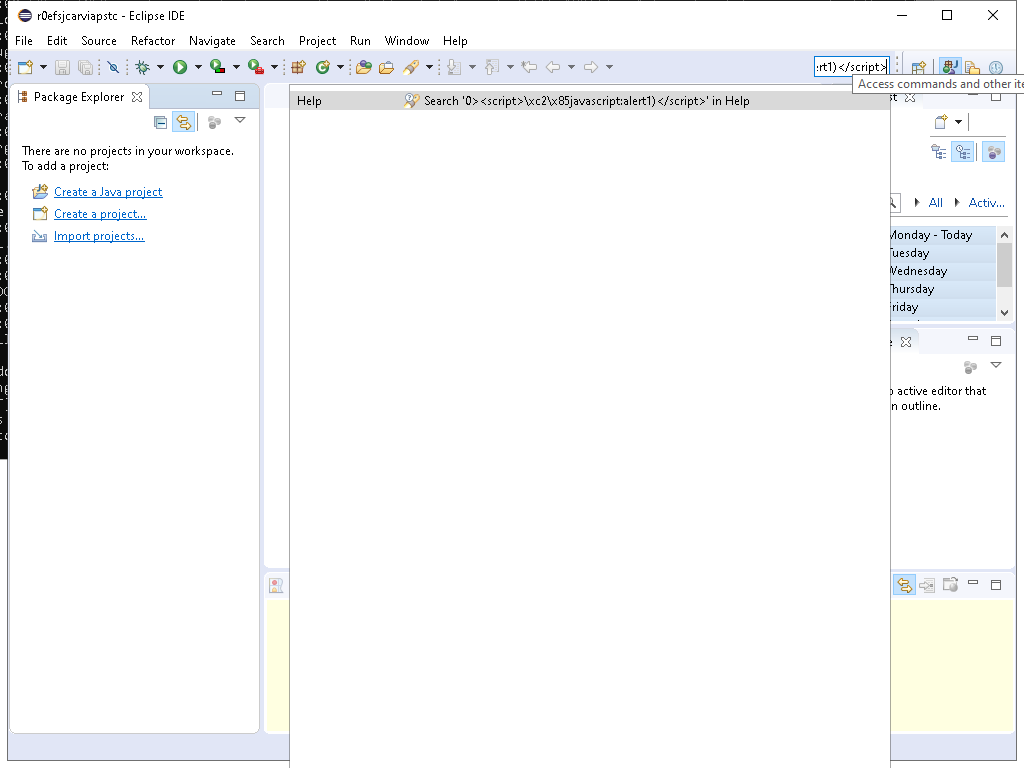 r0efsjcarviapstc - Eclipse IDE
File Edit Source Refactor Navigate Search Project Run Window Help
:rt1)</script>
Access commands and other ite
Package Explorer
Help Search '0><script>\xc2\x85javascript:alert1)</script>' in Help
There are no projects in your workspace.
To add a project:
Create a Java project
Create a project...
Import projects...
All Activ...
Monday - Today
Tuesday
Wednesday
Thursday
Friday
active editor that
outline.